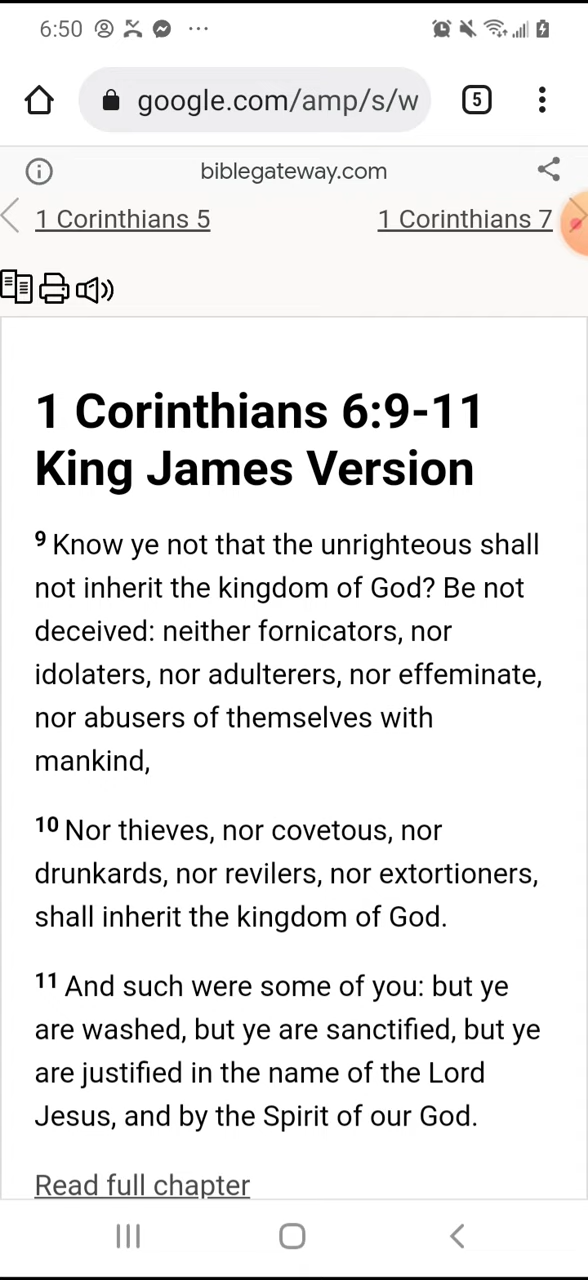 6:50
google.com/amp/s/w
5
biblegateway.com
1 Corinthians 5
1 Corinthians 7
1 Corinthians 6:9-11
King James Version
9 Know ye not that the unrighteous shall
not inherit the kingdom of God? Be not
deceived: neither fornicators, nor
idolaters, nor adulterers, nor effeminate,
nor abusers of themselves with
mankind,
10 Nor thieves, nor covetous, nor
drunkards, nor revilers, nor extortioners,
shall inherit the kingdom of God.
11 And such were some of you: but ye
are washed, but ye are sanctified, but ye
are justified in the name of the Lord
Jesus, and by the Spirit of our God.
Read full chapter